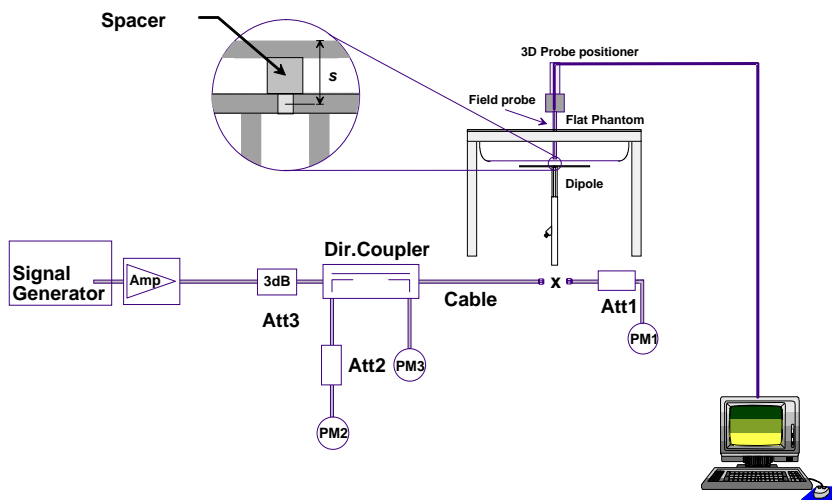 Spacer
s
3D Probe positioner
Field probe
Flat Phantom
Dipole
Signal
Generator
Amp
3dB
Att3
Dir.Coupler
Cable
x
Att1
PM1
Att2
PM3
PM2